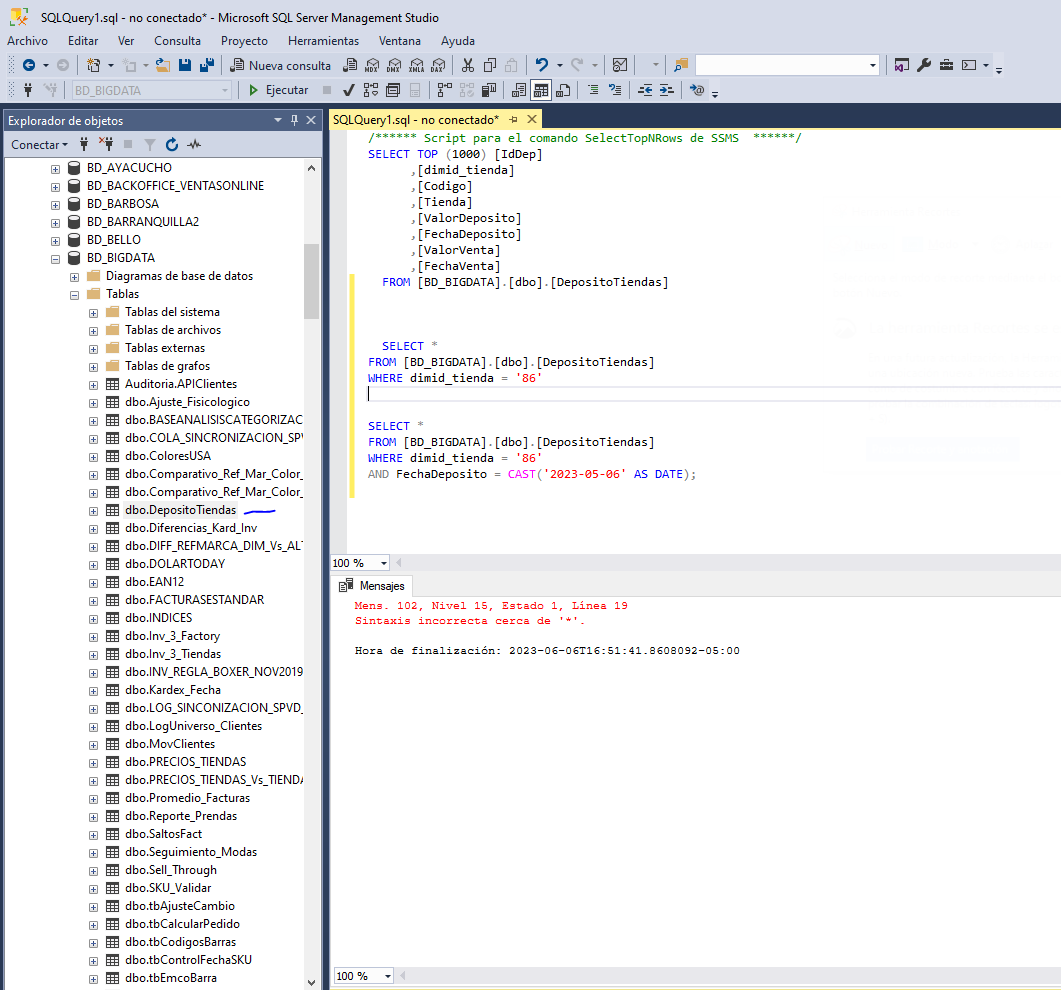 SQLQuery1.sql - no conectado* - Microsoft SQL Server Management Studio
Archivo Editar Ver Consulta Proyecto Herramientas Ventana Ayuda
Nueva consulta MDX DMX XMLA DAX
BD_BIGDATA Ejecutar
Explorador de objetos
Conectar
BD_AYACUCHO
BD_BACKOFFICE_VENTASONLINE
BD_BARBOSA
BD_BARRANQUILLA2
BD_BELLO
BD_BIGDATA
Diagramas de base de datos
Tablas
Tablas del sistema
Tablas de archivos
Tablas externas
Tablas de grafos
Auditoria.APIClientes
dbo.Ajuste_Fisicologico
dbo.BASEANALISISCATEGORIZAC
dbo.COLA_SINCRONIZACION_SPV
dbo.ColoresUSA
dbo.Comparativo_Ref_Mar_Color_
dbo.Comparativo_Ref_Mar_Color_
dbo.DepositoTiendas
dbo.Diferencias_Kard_Inv
dbo.DIFF_REFMARCA_DIM_Vs_ALT
dbo.DOLARTODAY
dbo.EAN12
dbo.FACTURASESTANDAR
dbo.INDICES
dbo.Inv_3_Factory
dbo.Inv_3_Tiendas
dbo.INV_REGLA_BOXER_NOV2019
dbo.Kardex_Fecha
dbo.LOG_SINCONIZACION_SPVD_
dbo.LogUniverso_Clientes
dbo.MovClientes
dbo.PRECIOS_TIENDAS
dbo.PRECIOS_TIENDAS_Vs_TIENDA
dbo.Promedio_Facturas
dbo.Reporte_Prendas
dbo.SaltosFact
dbo.Seguimiento_Modas
dbo.Sell_Through
dbo.SKU_Validar
dbo.tbAjusteCambio
dbo.tbCalcularPedido
dbo.tbCodigosBarras
dbo.tbControlFechaSKU
dbo.tbEmcoBarra
SQLQuery1.sql - no conectado*
/****** Script para el comando SelectTopNRows de SSMS  ******/
SELECT TOP (1000) [IdDep]
,[dimid_tienda]
,[Codigo]
,[Tienda]
,[ValorDeposito]
,[FechaDeposito]
,[ValorVenta]
,[FechaVenta]
FROM [BD_BIGDATA].[dbo].[DepositoTiendas]
SELECT *
FROM [BD_BIGDATA].[dbo].[DepositoTiendas]
WHERE dimid_tienda = '86'
SELECT *
FROM [BD_BIGDATA].[dbo].[DepositoTiendas]
WHERE dimid_tienda = '86'
AND FechaDeposito = CAST('2023-05-06' AS DATE);
100 %
Mensajes
Mens. 102, Nivel 15, Estado 1, Línea 19
Sintaxis incorrecta cerca de '*'.
Hora de finalización: 2023-06-06T16:51:41.8608092-05:00
100 %